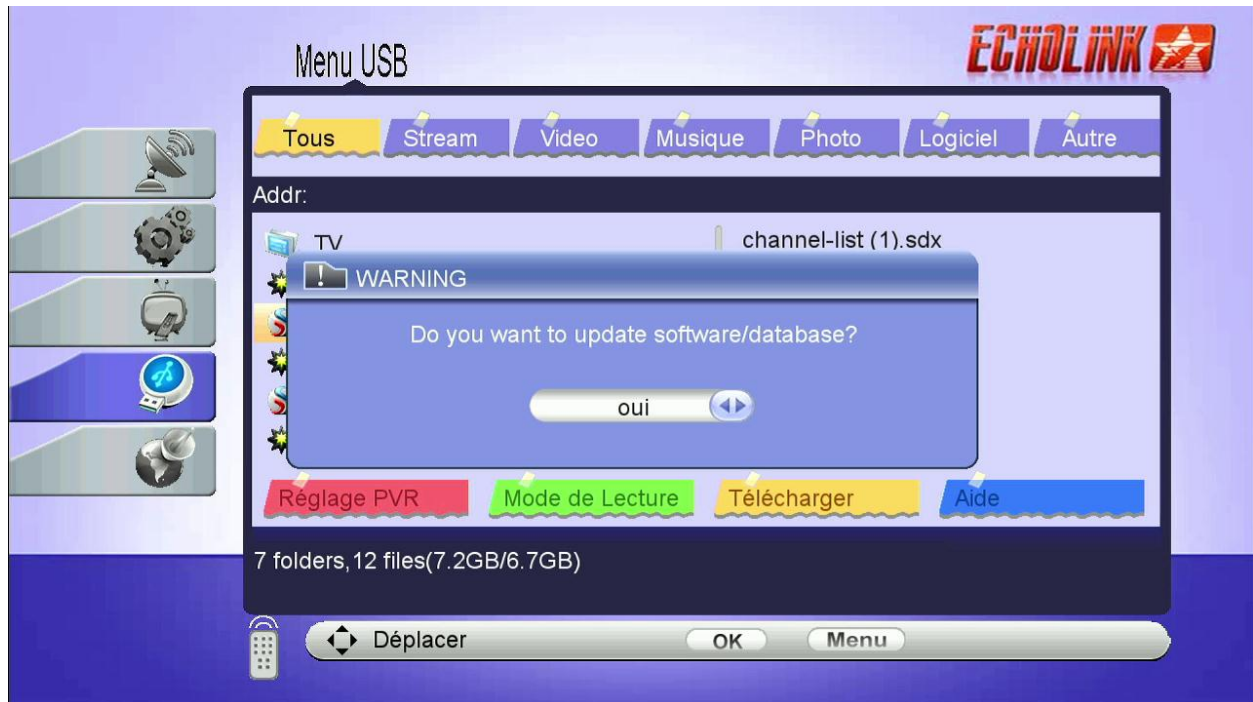 Menu USB
ECHOLINK
Tous Stream Video Musique Photo Logiciel Autre
Addr:
TV channel-list (1).sdx
WARNING
Do you want to update software/database?
oui
Réglage PVR Mode de Lecture Télécharger Aide
7 folders,12 files(7.2GB/6.7GB)
Déplacer OK Menu